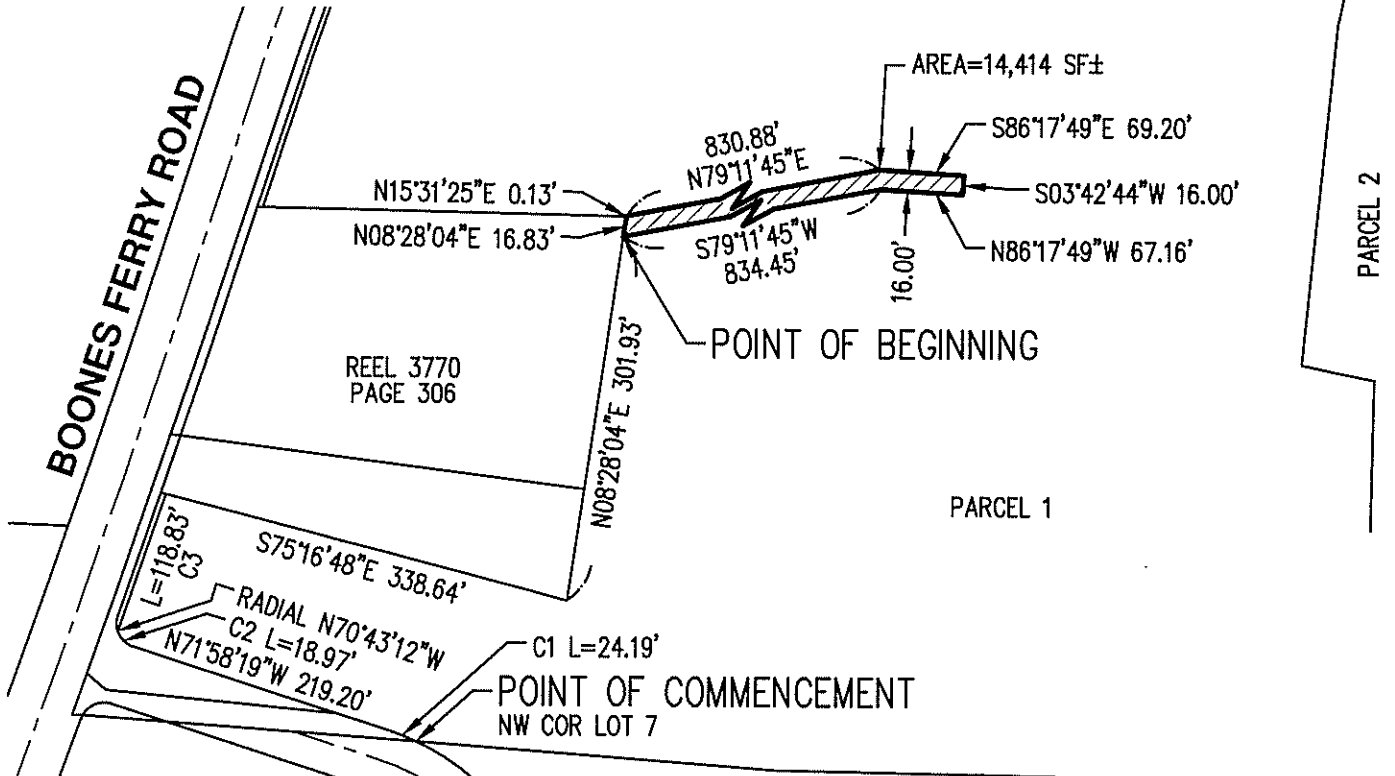 AREA=14,414 SF±
S86°17'49"E 69.20'
830.88'
N79°11'45"E
N15°31'25"E 0.13'
S03°42'44"W 16.00'
N08°28'04"E 16.83'
S79°11'45"W
834.45'
N86°17'49"W 67.16'
16.00'
PARCEL 2
BOONES FERRY ROAD
POINT OF BEGINNING
REEL 3770
PAGE 306
N08°28'04"E 301.93'
PARCEL 1
S75°16'48"E 338.64'
L=118.83'
C3
RADIAL N70°43'12"W
C2 L=18.97'
N71°58'19"W 219.20'
C1 L=24.19'
POINT OF COMMENCEMENT
NW COR LOT 7